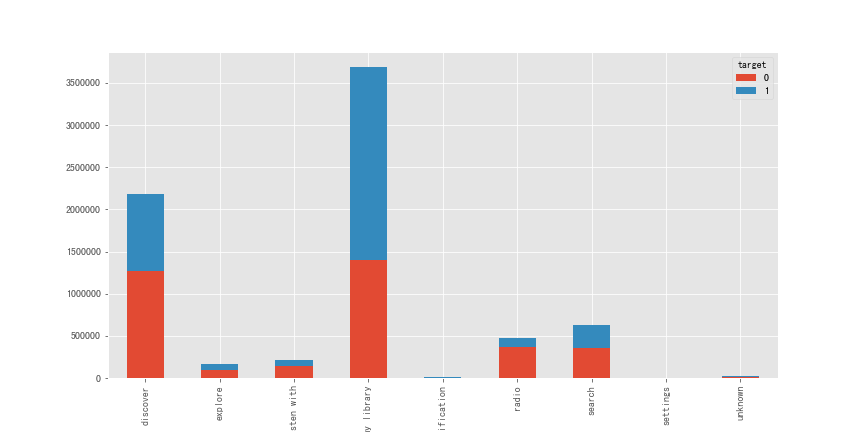 target
0
1
3500000
3000000
2500000
2000000
1500000
1000000
500000
0
discover
explore
sten with
y library
ification
radio
search
settings
unknown